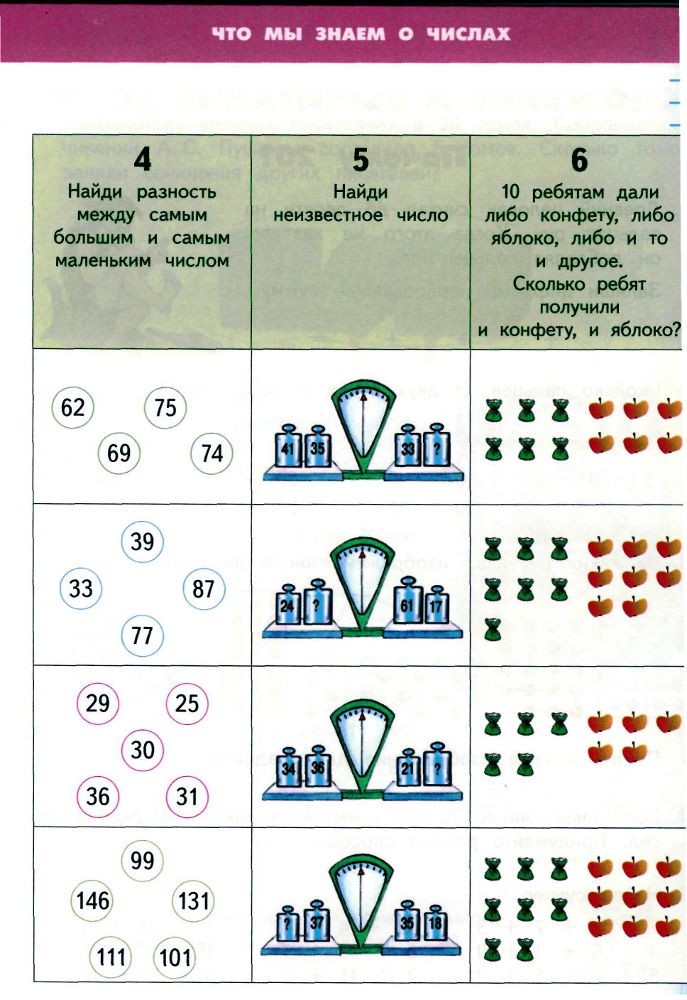 ЧТО МЫ ЗНАЕМ О ЧИСЛАХ
4
Найди разность
между самым
большим и самым
маленьким числом
5
Найди
неизвестное число
6
10 ребятам дали
либо конфету, либо
яблоко, либо и то
и другое.
Сколько ребят
получили
и конфету, и яблоко?
62 75
69 74
41 35 33 ?
39
33 87
77
24 ? 61 17
29 25
30
36 31
34 36 21 ?
99
146 131
111 101
? 37 35 18